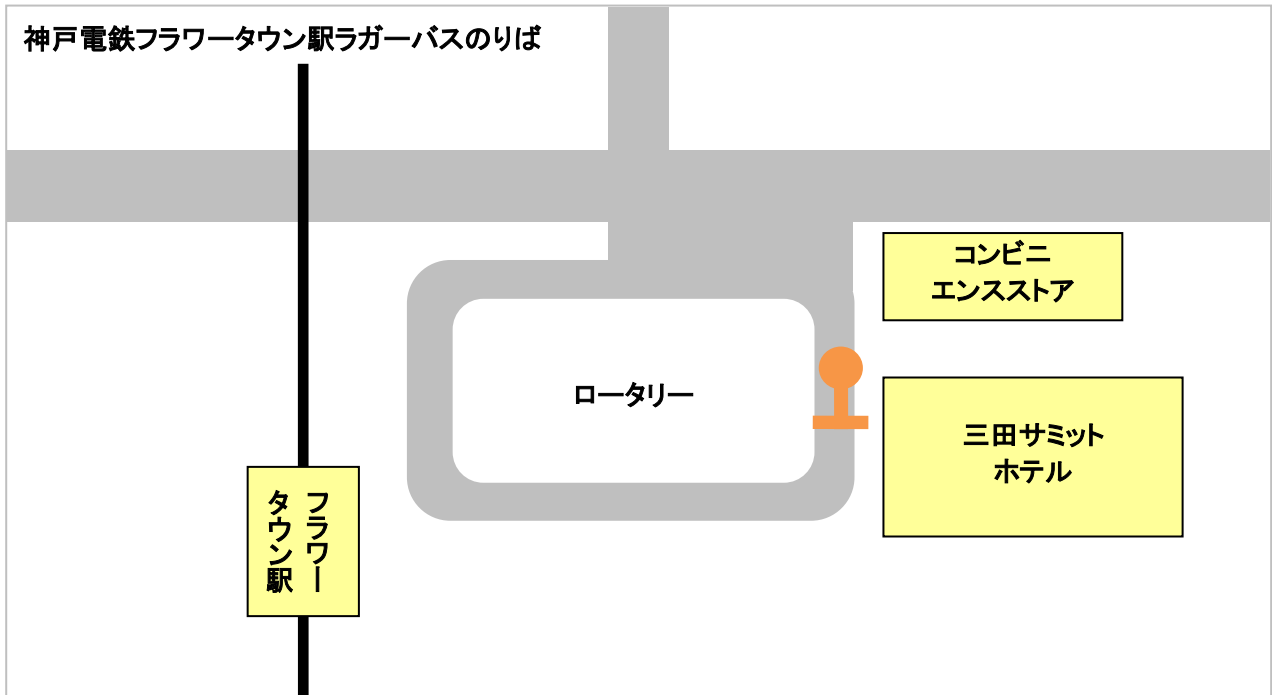 神戸電鉄フラワータウン駅ラガーバスのりば
コンビニ
エンスストア
ロータリー
三田サミット
ホテル
フラワー
タウン駅